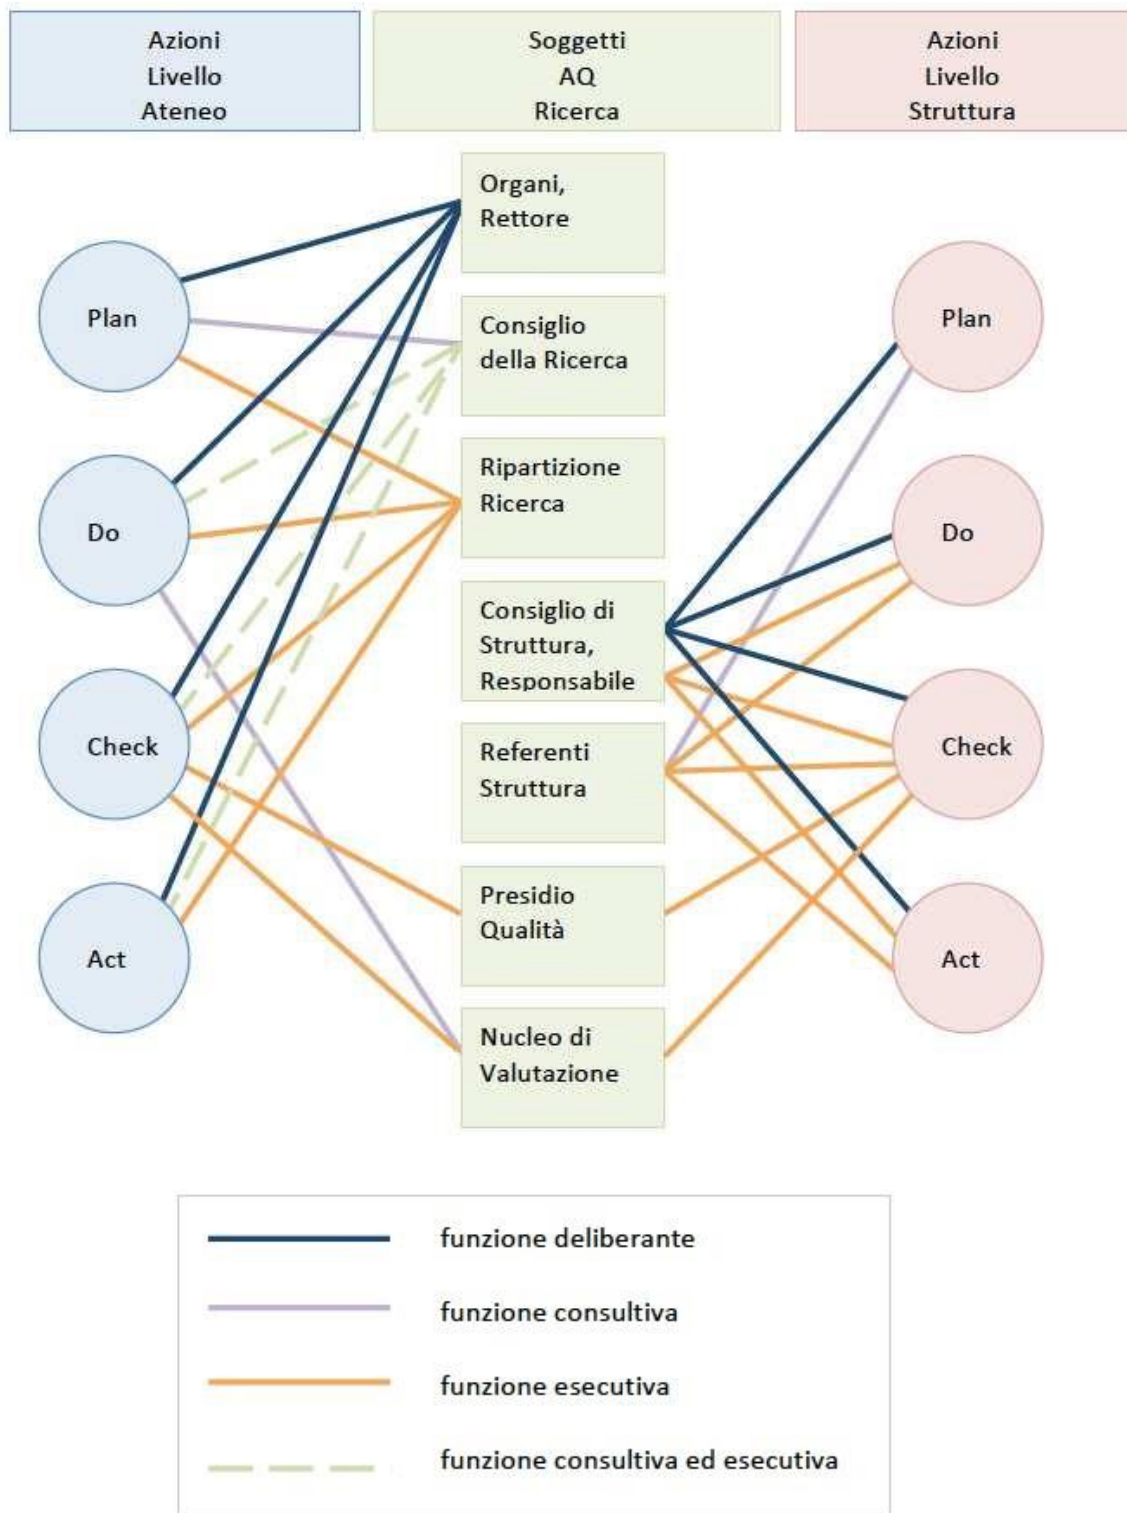 Azioni
Livello
Ateneo
Soggetti
AQ
Ricerca
Azioni
Livello
Struttura
Organi,
Rettore
Plan
Consiglio
della Ricerca
Plan
Ripartizione
Ricerca
Do
Do
Consiglio di
Struttura,
Responsabile
Check
Referenti
Struttura
Check
Presidio
Qualità
Act
Act
Nucleo di
Valutazione
funzione deliberante
funzione consultiva
funzione esecutiva
funzione consultiva ed esecutiva